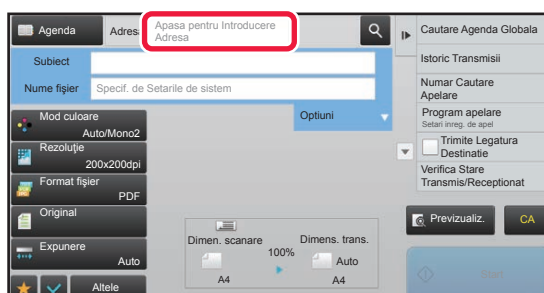 Agenda
Adres
Apasa pentru Introducere
Adresa
Subiect
Nume fişier
Specif. de Setarile de sistem
Optiuni
Mod culoare
Auto/Mono2
Rezoluţie
200x200dpi
Format fişier
PDF
Original
Expunere
Auto
Altele
Dimen. scanare
100%
Dimens. trans.
Auto
A4
A4
Cautare Agenda Globala
Istoric Transmisii
Numar Cautare
Apelare
Program apelare
Setari inreg. de apel
Trimite Legatura
Destinatie
Verifica Stare
Transmis/Receptionat
Previzualiz.
CA
Start